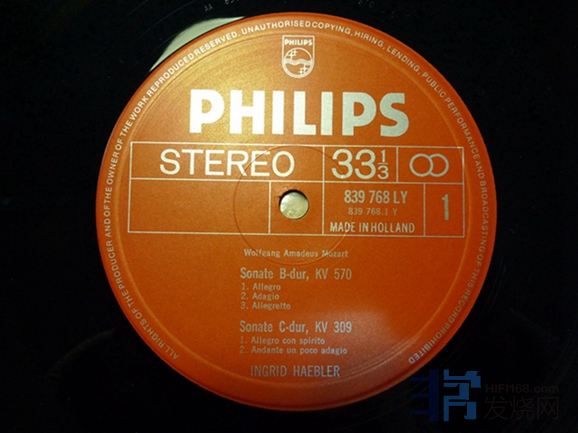 ALL RIGHTS OF THE PRODUCER AND OF THE OWNER OF THE WORK REPRODUCED RESERVED. UNAUTHORISED COPYING, HIRING, LENDING, PUBLIC PERFORMANCE AND BROADCASTING OF THIS RECORD PROHIBITED
PHILIPS
PHILIPS
STEREO 33 1/3
839 768 LY
839 768.1 Y
1
MADE IN HOLLAND
Wolfgang Amadeus Mozart
Sonate B-dur, KV 570
1. Allegro
2. Adagio
3. Allegretto
Sonate C-dur, KV 309
1. Allegro con spirito
2. Andante un poco adagio
INGRID HAEBLER
HIFI168.com
发烧网